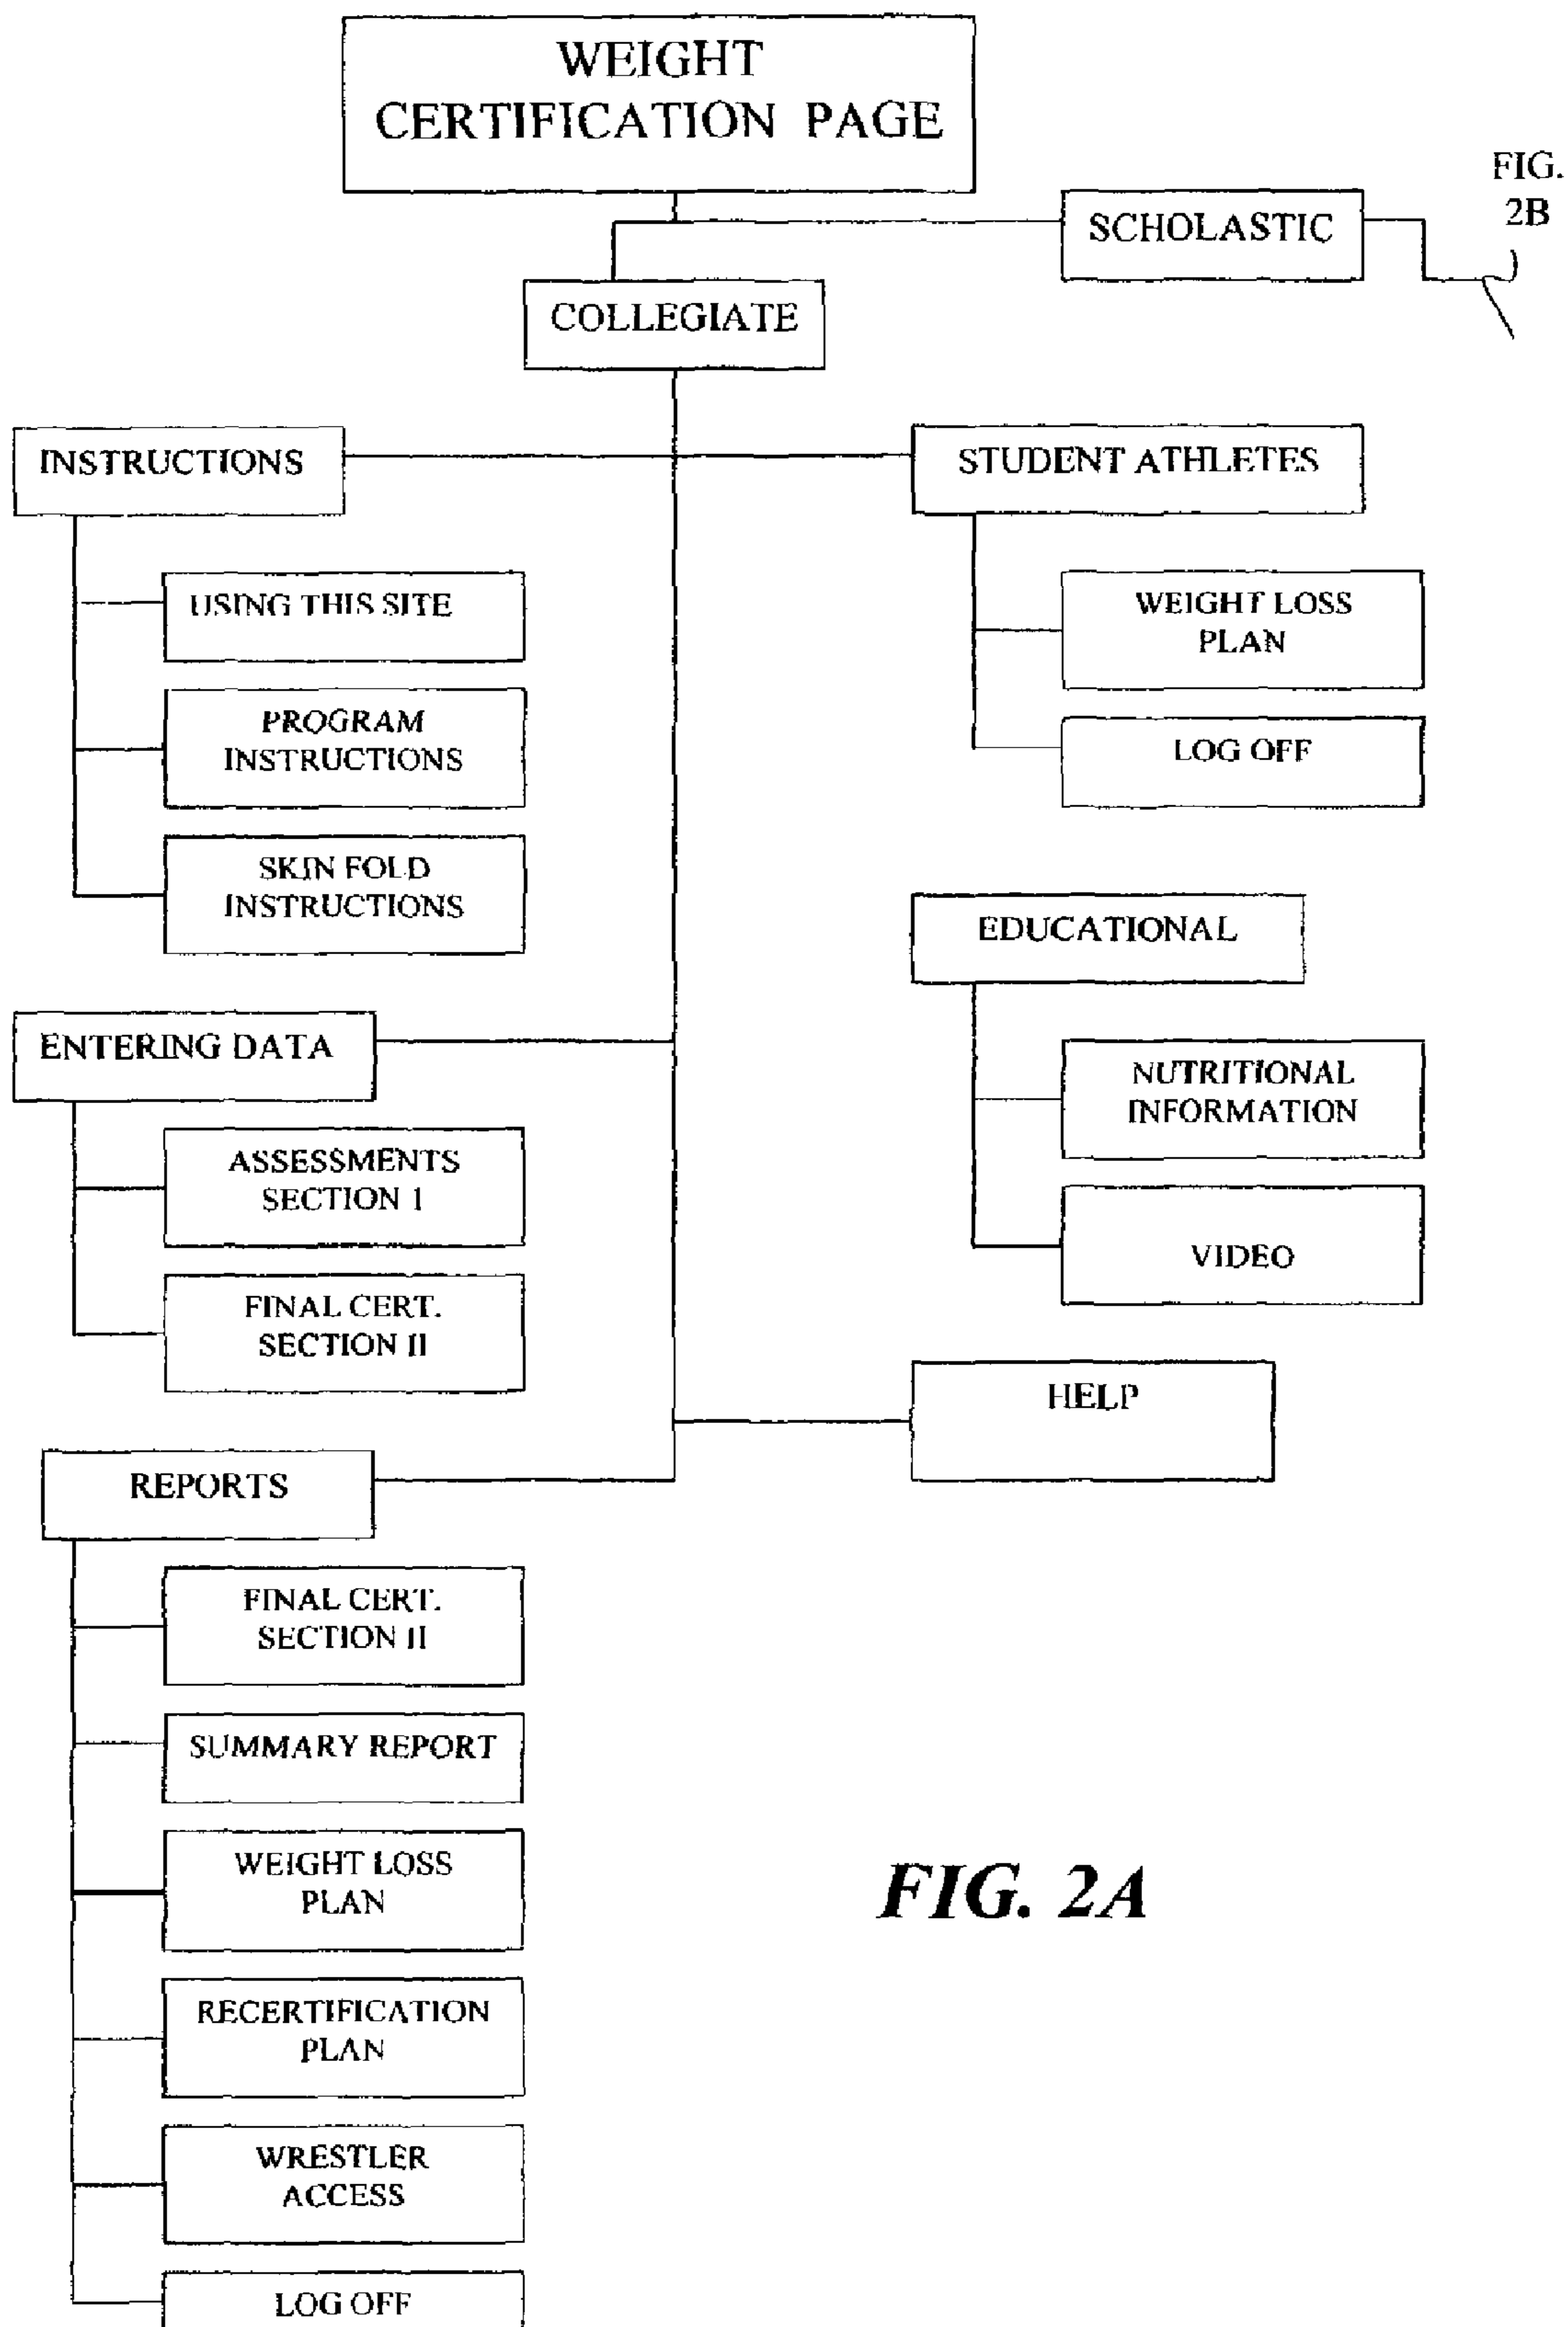 WEIGHT
CERTIFICATION PAGE
FIG.
2B
SCHOLASTIC
COLLEGIATE
INSTRUCTIONS
USING THIS SITE
PROGRAM
INSTRUCTIONS
SKIN FOLD
INSTRUCTIONS
STUDENT ATHLETES
WEIGHT LOSS
PLAN
LOG OFF
EDUCATIONAL
NUTRITIONAL
INFORMATION
VIDEO
ENTERING DATA
ASSESSMENTS
SECTION I
FINAL CERT.
SECTION II
HELP
REPORTS
FINAL CERT.
SECTION II
SUMMARY REPORT
WEIGHT LOSS
PLAN
RECERTIFICATION
PLAN
WRESTLER
ACCESS
LOG OFF
FIG. 2A